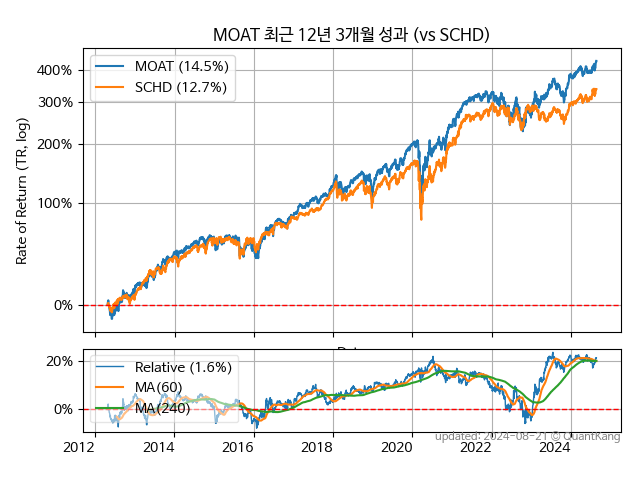 MOAT 최근 12년 3개월 성과 (vs SCHD)
Rate of Return (TR, log)
400%
300%
200%
100%
0%
MOAT (14.5%)
SCHD (12.7%)
20%
0%
Relative (1.6%)
MA(60)
MA(240)
2012
2014
2016
2018
2020
2022
2024
updated: 2024-08-21 © QuantKang